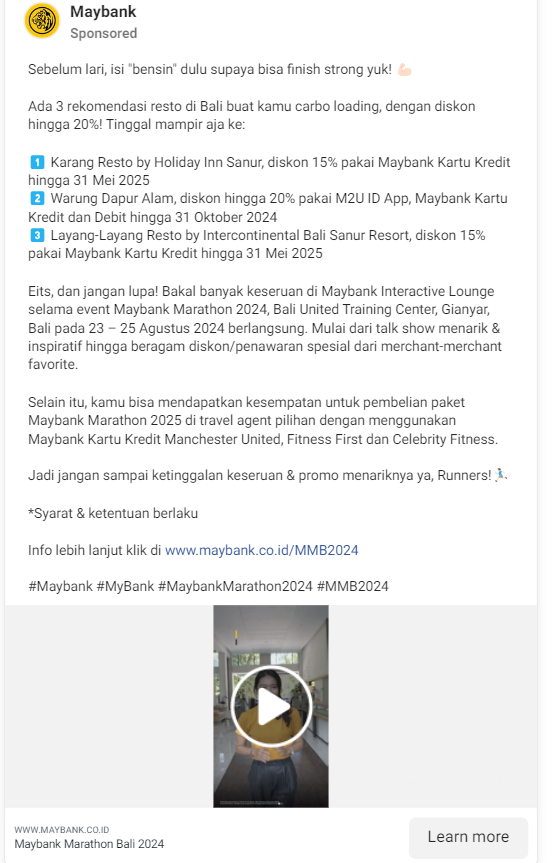 Maybank
Sponsored
Sebelum lari, isi "bensin" dulu supaya bisa finish strong yuk! 💪🏻
Ada 3 rekomendasi resto di Bali buat kamu carbo loading, dengan diskon
hingga 20%! Tinggal mampir aja ke:
1️⃣ Karang Resto by Holiday Inn Sanur, diskon 15% pakai Maybank Kartu Kredit
hingga 31 Mei 2025
2️⃣ Warung Dapur Alam, diskon hingga 20% pakai M2U ID App, Maybank Kartu
Kredit dan Debit hingga 31 Oktober 2024
3️⃣ Layang-Layang Resto by Intercontinental Bali Sanur Resort, diskon 15%
pakai Maybank Kartu Kredit hingga 31 Mei 2025
Eits, dan jangan lupa! Bakal banyak keseruan di Maybank Interactive Lounge
selama event Maybank Marathon 2024, Bali United Training Center, Gianyar,
Bali pada 23 – 25 Agustus 2024 berlangsung. Mulai dari talk show menarik &
inspiratif hingga beragam diskon/penawaran spesial dari merchant-merchant
favorite.
Selain itu, kamu bisa mendapatkan kesempatan untuk pembelian paket
Maybank Marathon 2025 di travel agent pilihan dengan menggunakan
Maybank Kartu Kredit Manchester United, Fitness First dan Celebrity Fitness.
Jadi jangan sampai ketinggalan keseruan & promo menariknya ya, Runners! 🏃🏻
*Syarat & ketentuan berlaku
Info lebih lanjut klik di www.maybank.co.id/MMB2024
#Maybank #MyBank #MaybankMarathon2024 #MMB2024
WWW.MAYBANK.CO.ID
Maybank Marathon Bali 2024
Learn more